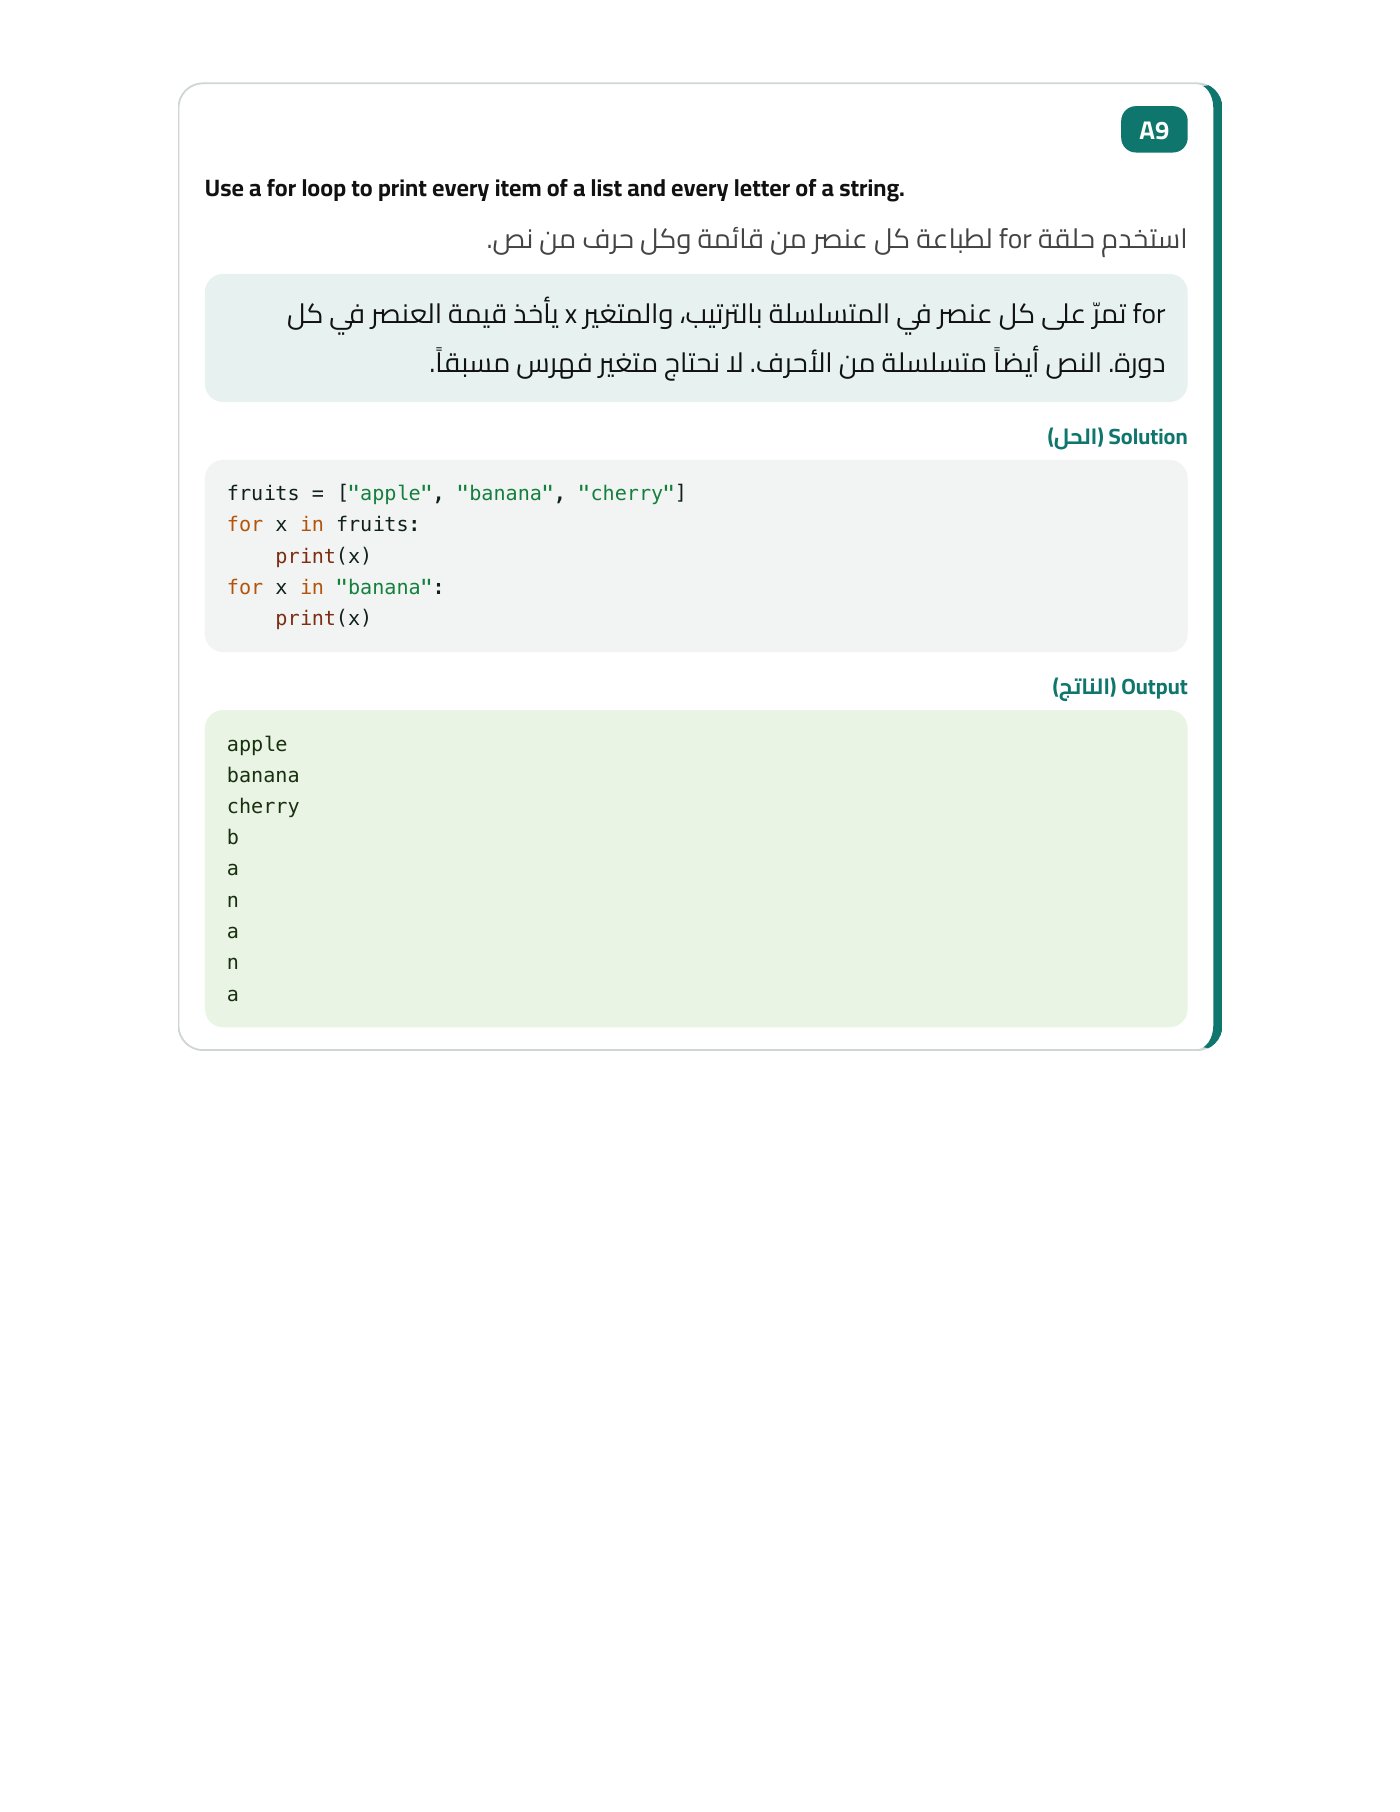 A9
Use a for loop to print every item of a list and every letter of a string.
استخدم حلقة for لطباعة كل عنصر من قائمة وكل حرف من نص.
for تمرّ على كل عنصر في المتسلسلة بالترتيب، والمتغير x يأخذ قيمة العنصر في كل
دورة. النص أيضاً متسلسلة من الأحرف. لا نحتاج متغير فهرس مسبقاً.
Solution (الحل)
fruits = ["apple", "banana", "cherry"]
for x in fruits:
    print(x)
for x in "banana":
    print(x)
Output (الناتج)
apple
banana
cherry
b
a
n
a
n
a